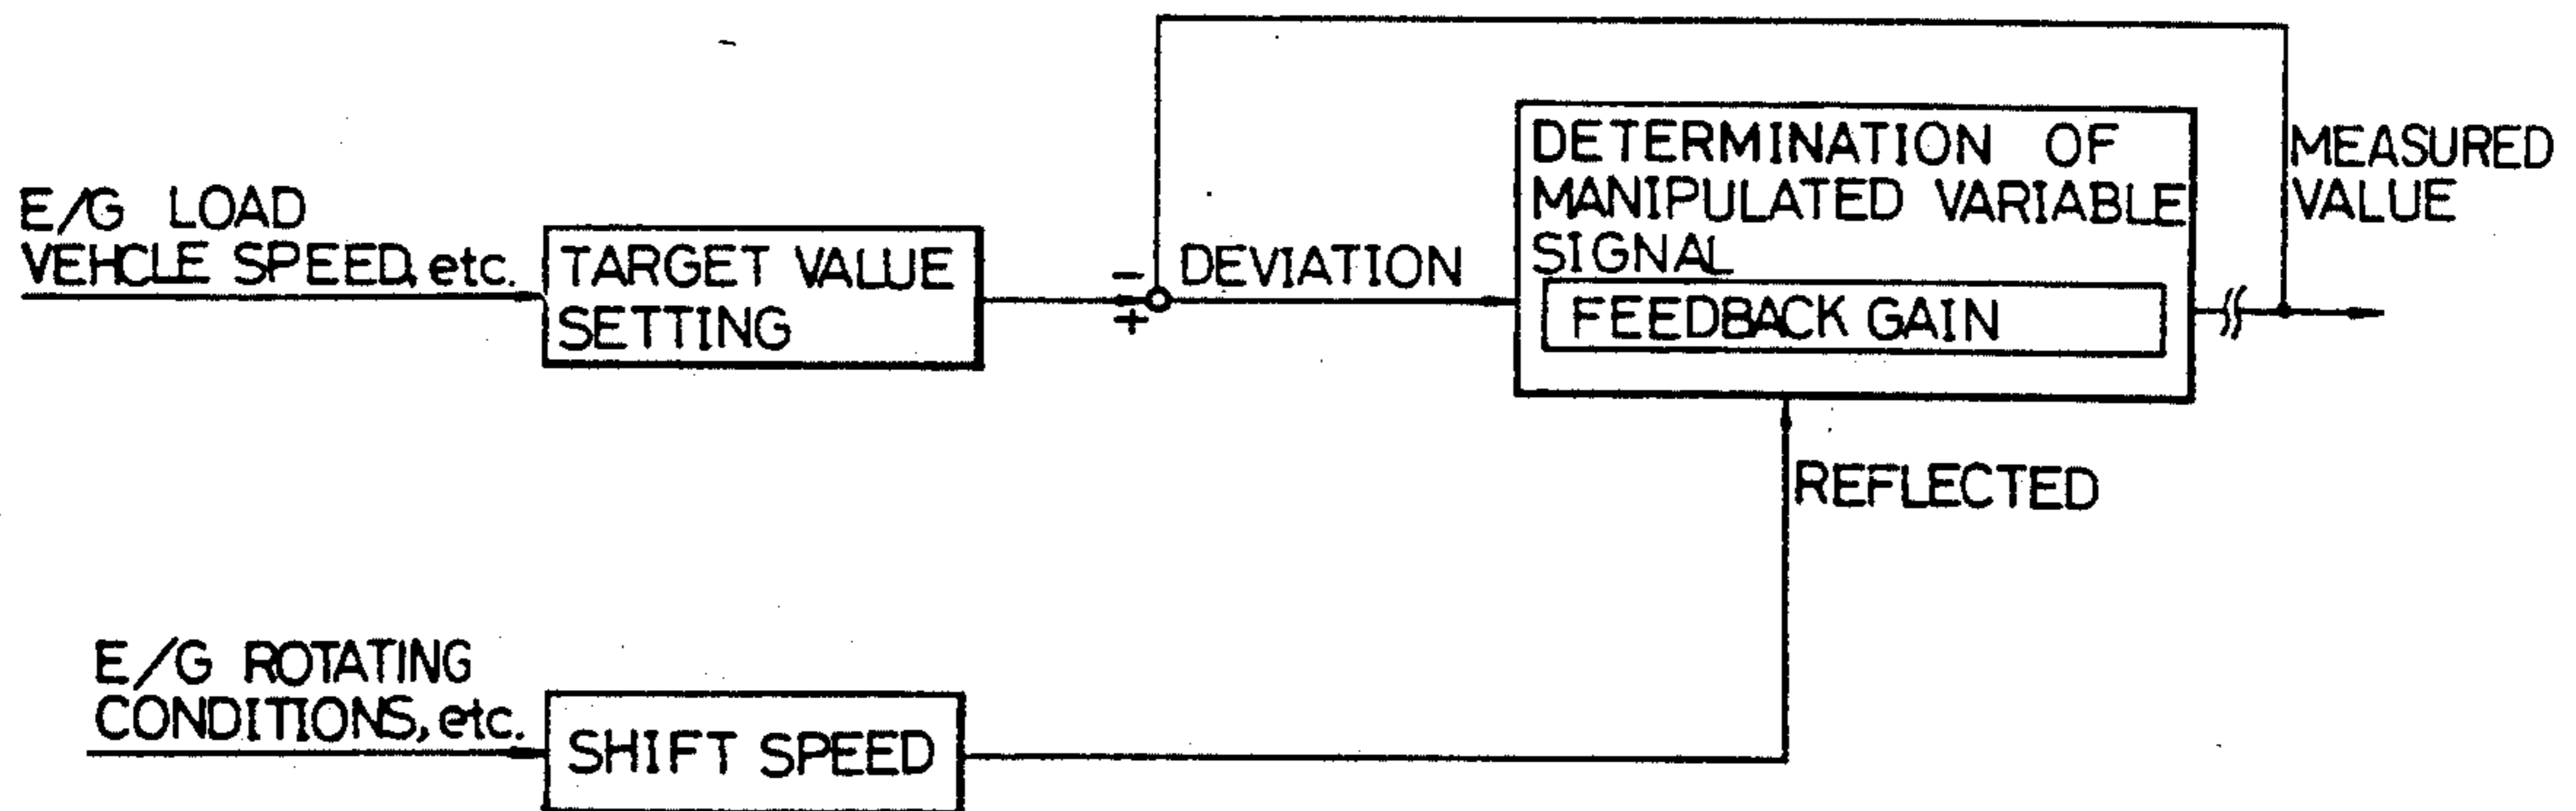 E/G LOAD
VEHCLE SPEED, etc.
TARGET VALUE
SETTING
-
+
DEVIATION
DETERMINATION OF
MANIPULATED VARIABLE
SIGNAL
FEEDBACK GAIN
MEASURED
VALUE
REFLECTED
E/G ROTATING
CONDITIONS, etc.
SHIFT SPEED